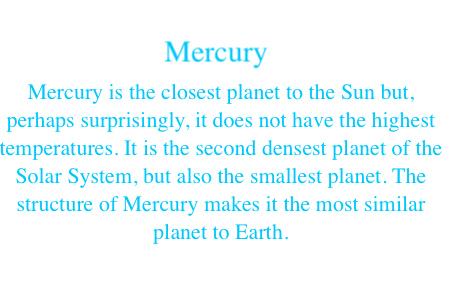 Mercury
Mercury is the closest planet to the Sun but,
perhaps surprisingly, it does not have the highest
temperatures. It is the second densest planet of the
Solar System, but also the smallest planet. The
structure of Mercury makes it the most similar
planet to Earth.